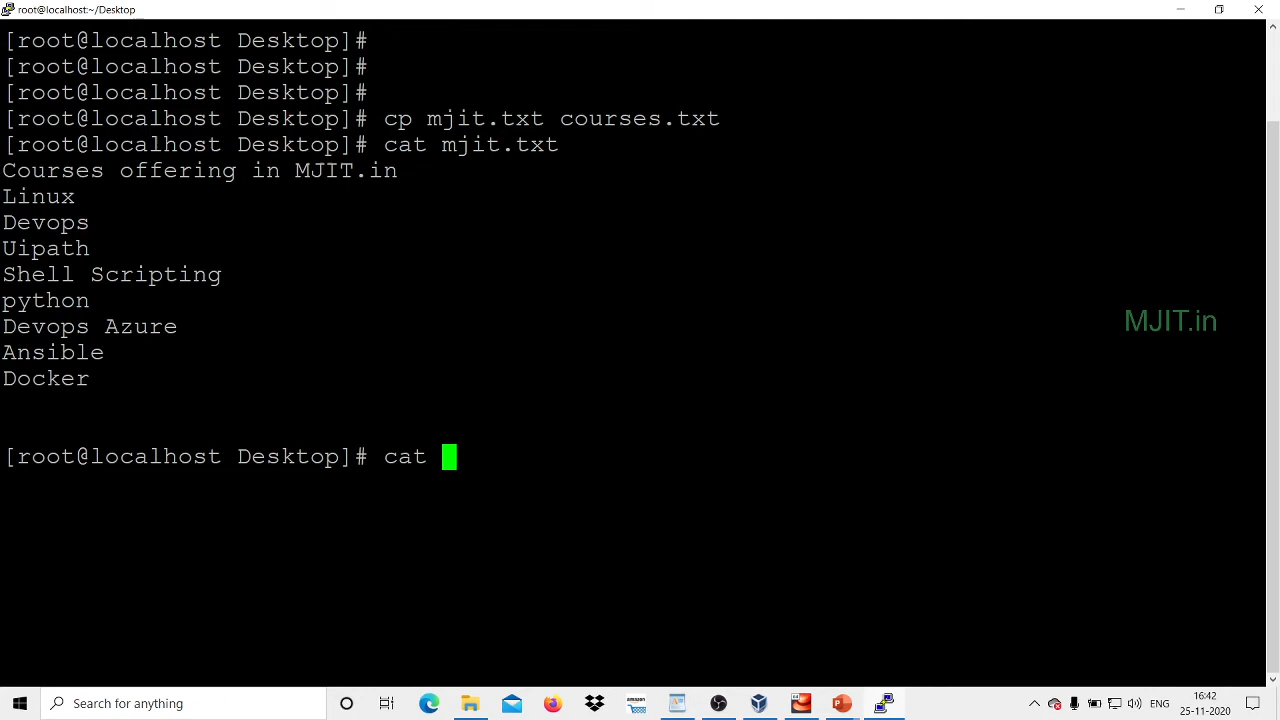 root@localhost:~/Desktop
[root@localhost Desktop]#
[root@localhost Desktop]#
[root@localhost Desktop]#
[root@localhost Desktop]# cp mjit.txt courses.txt
[root@localhost Desktop]# cat mjit.txt
Courses offering in MJIT.in
Linux
Devops
Uipath
Shell Scripting
python
Devops Azure
MJIT.in
Ansible
Docker
[root@localhost Desktop]# cat
Search for anything
amazon
ENG
16:42
25-11-2020